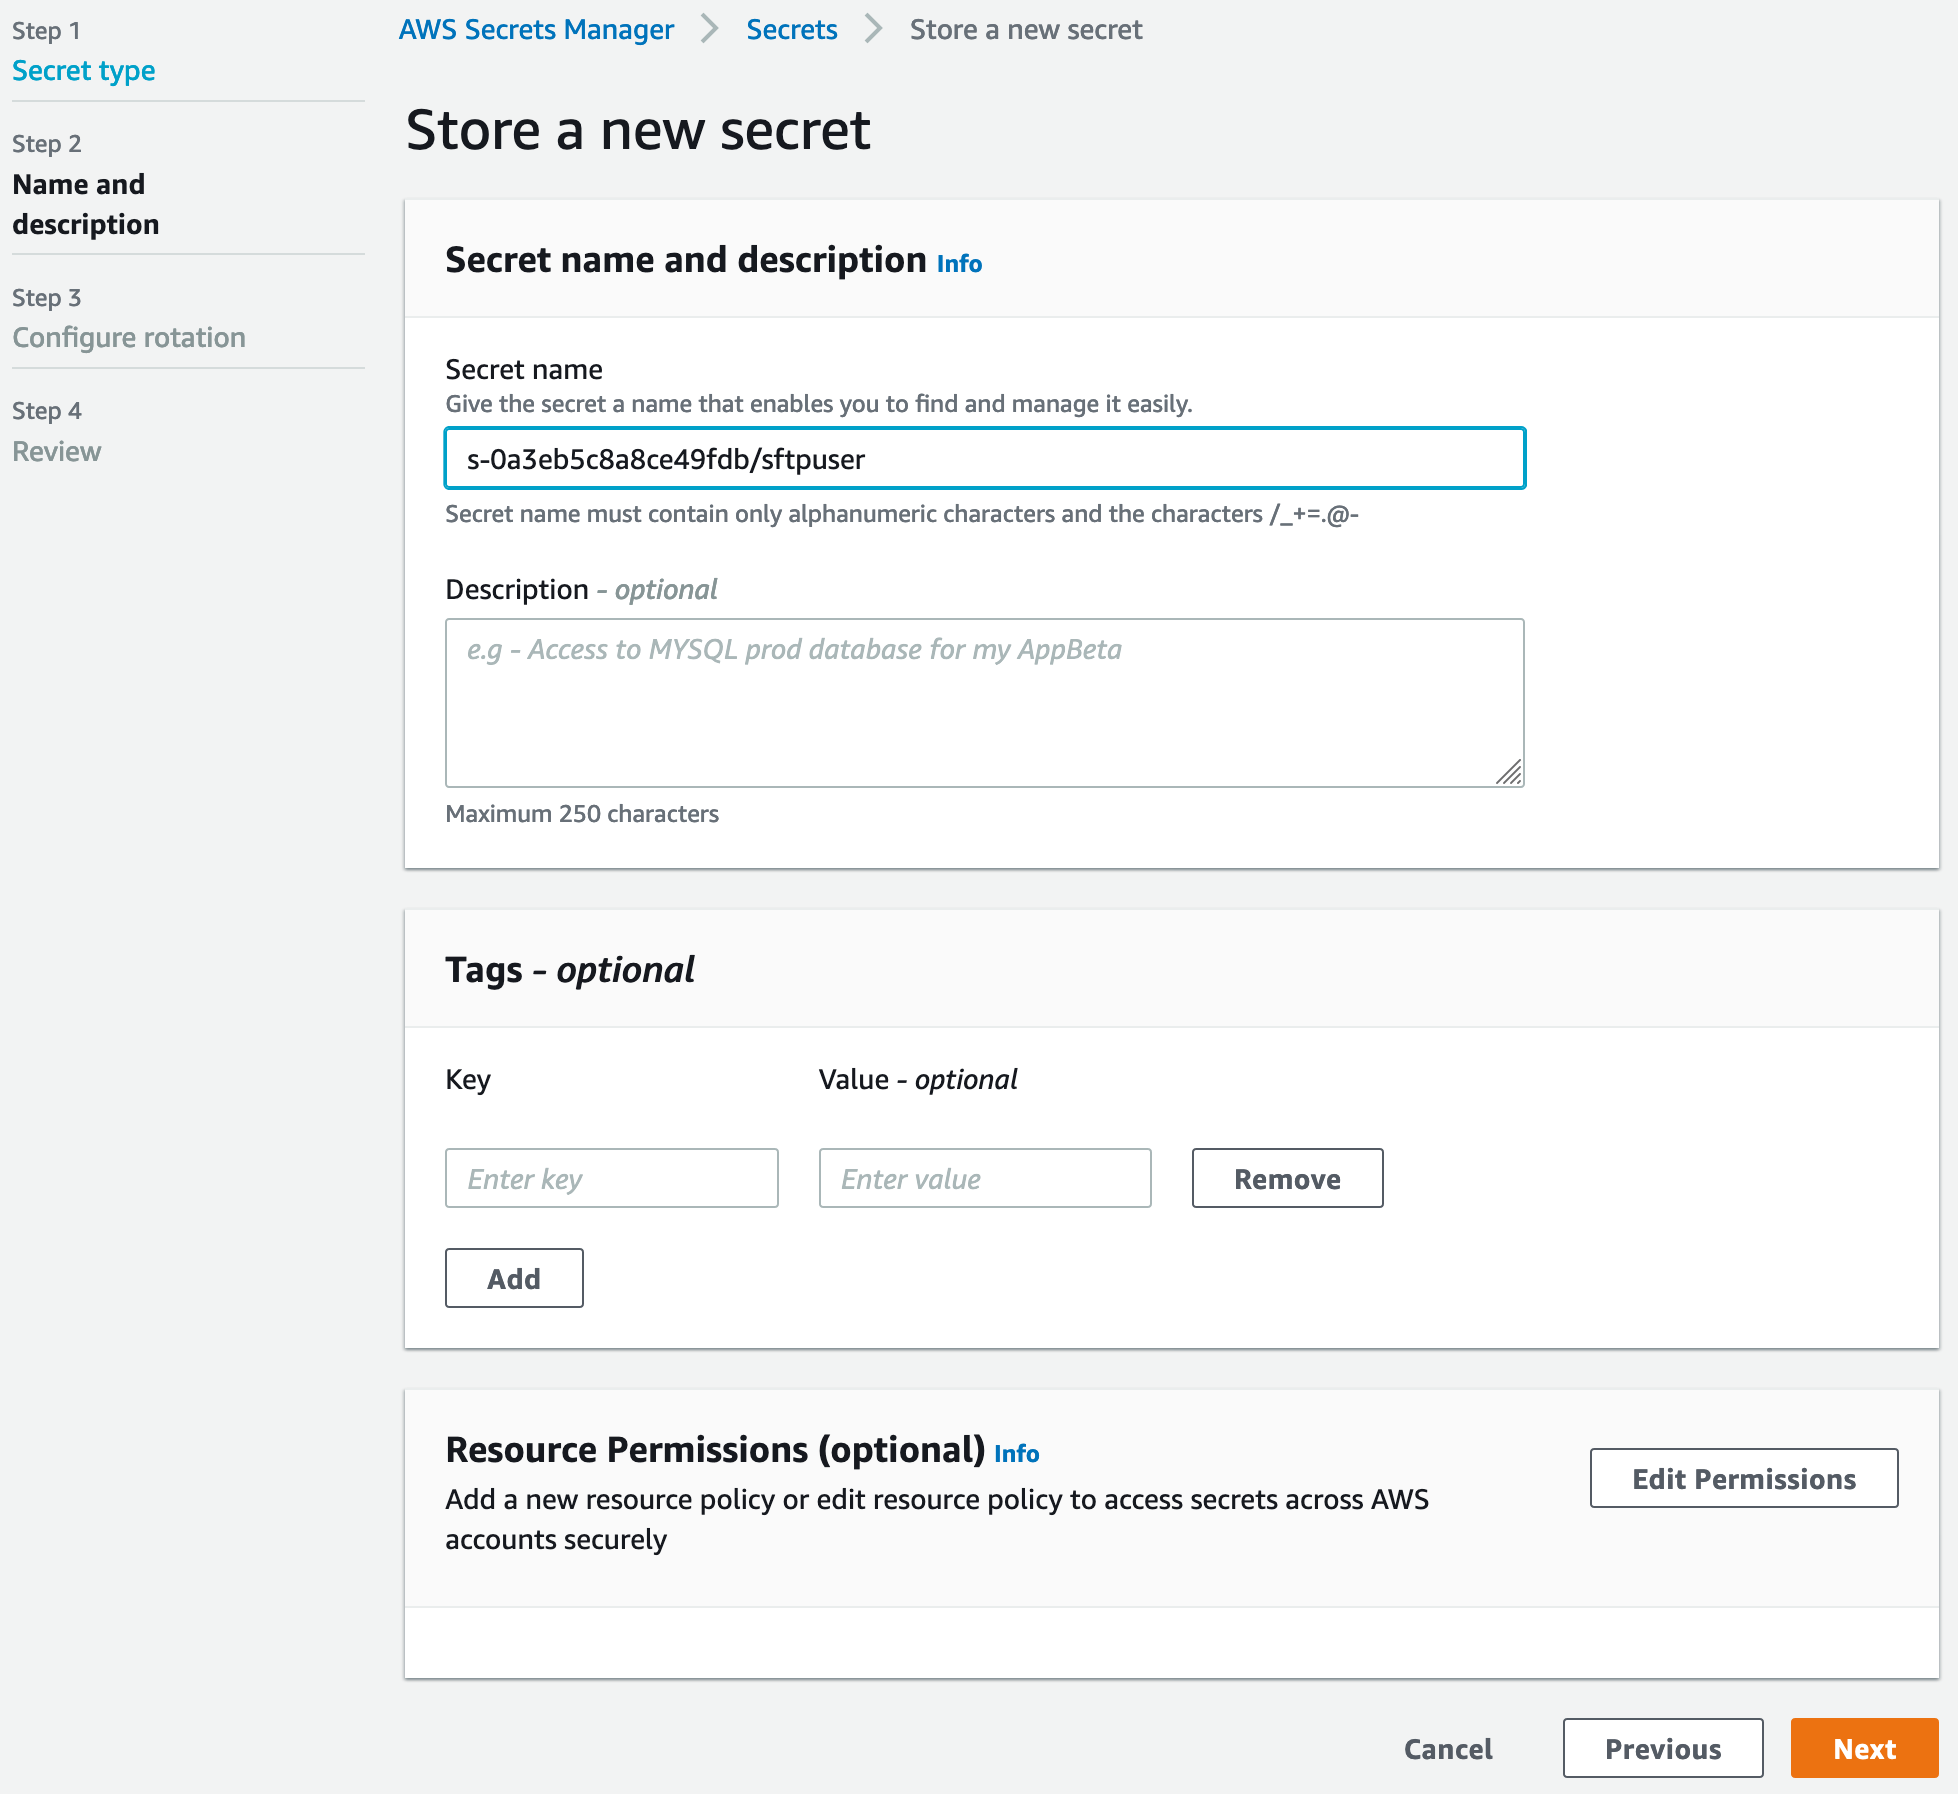 Step 1
Secret type
Step 2
Name and
description
Step 3
Configure rotation
Step 4
Review
AWS Secrets Manager > Secrets > Store a new secret
Store a new secret
Secret name and description Info
Secret name
Give the secret a name that enables you to find and manage it easily.
s-0a3eb5c8a8ce49fdb/sftpuser
Secret name must contain only alphanumeric characters and the characters /_+=.@-
Description - optional
e.g - Access to MYSQL prod database for my AppBeta
Maximum 250 characters
Tags - optional
Key Value - optional
Enter key Enter value Remove
Add
Resource Permissions (optional) Info
Add a new resource policy or edit resource policy to access secrets across AWS
accounts securely
Edit Permissions
Cancel Previous Next